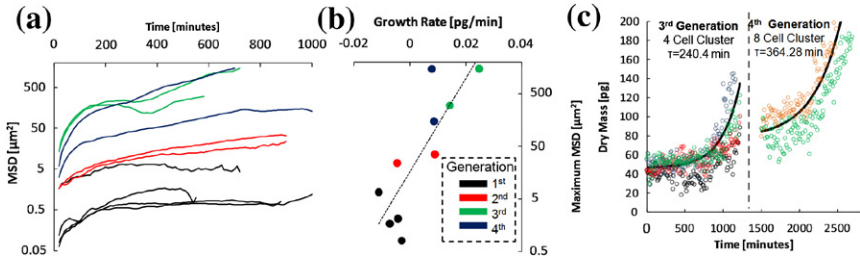 (a)
Time [minutes]
0 200 400 600 800 1000
500
50
5
0.5
0.05
MSD [µm²]
(b)
Growth Rate [pg/min]
-0.02 0 0.02 0.04
500
50
5
0.5
Maximum MSD [µm²]
Generation
1st
2nd
3rd
4th
(c)
200
180
160
140
120
100
80
60
40
20
0
Dry Mass [pg]
3rd Generation
4 Cell Cluster
τ=240.4 min
4th Generation
8 Cell Cluster
τ=364.28 min
0 500 1000 1500 2000 2500
Time [minutes]